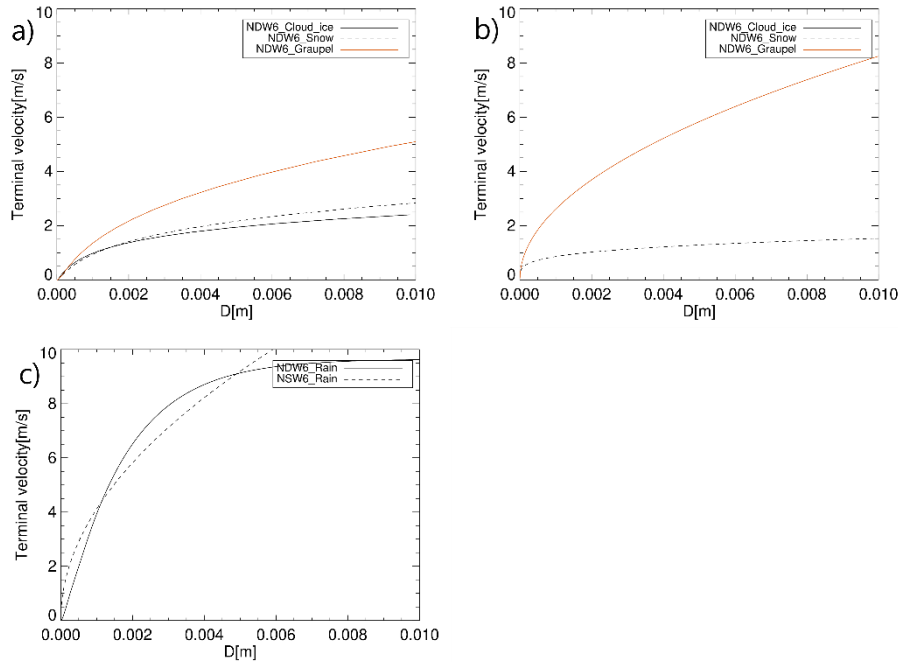 a)
10
8
6
4
2
0
Terminal velocity[m/s]
NDW6_Cloud_ice
NDW6_Snow
NDW6_Graupel
0.000 0.002 0.004 0.006 0.008 0.010
D[m]
b)
10
8
6
4
2
0
Terminal velocity[m/s]
NDW6_Cloud_ice
NDW6_Snow
NDW6_Graupel
0.000 0.002 0.004 0.006 0.008 0.010
D[m]
c)
10
8
6
4
2
0
Terminal velocity[m/s]
NDW6_Rain
NSW6_Rain
0.000 0.002 0.004 0.006 0.008 0.010
D[m]